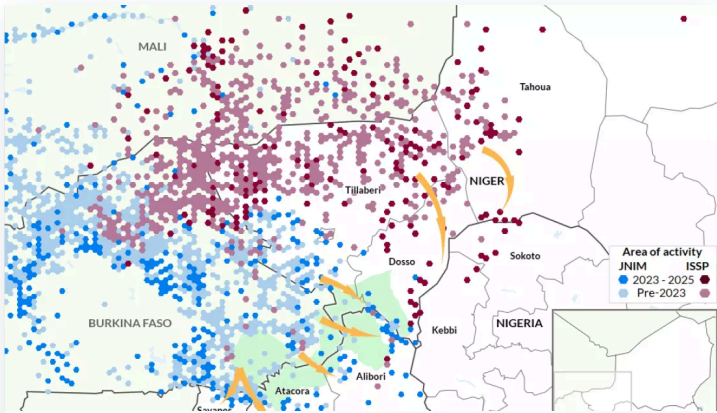 MALI
Tahoua
NIGER
Tillaberi
Dosso
Sokoto
Area of activity
JNIM ISSP
2023 - 2025
Pre-2023
BURKINA FASO
Kebbi
NIGERIA
Alibori
Atacora
Savanes